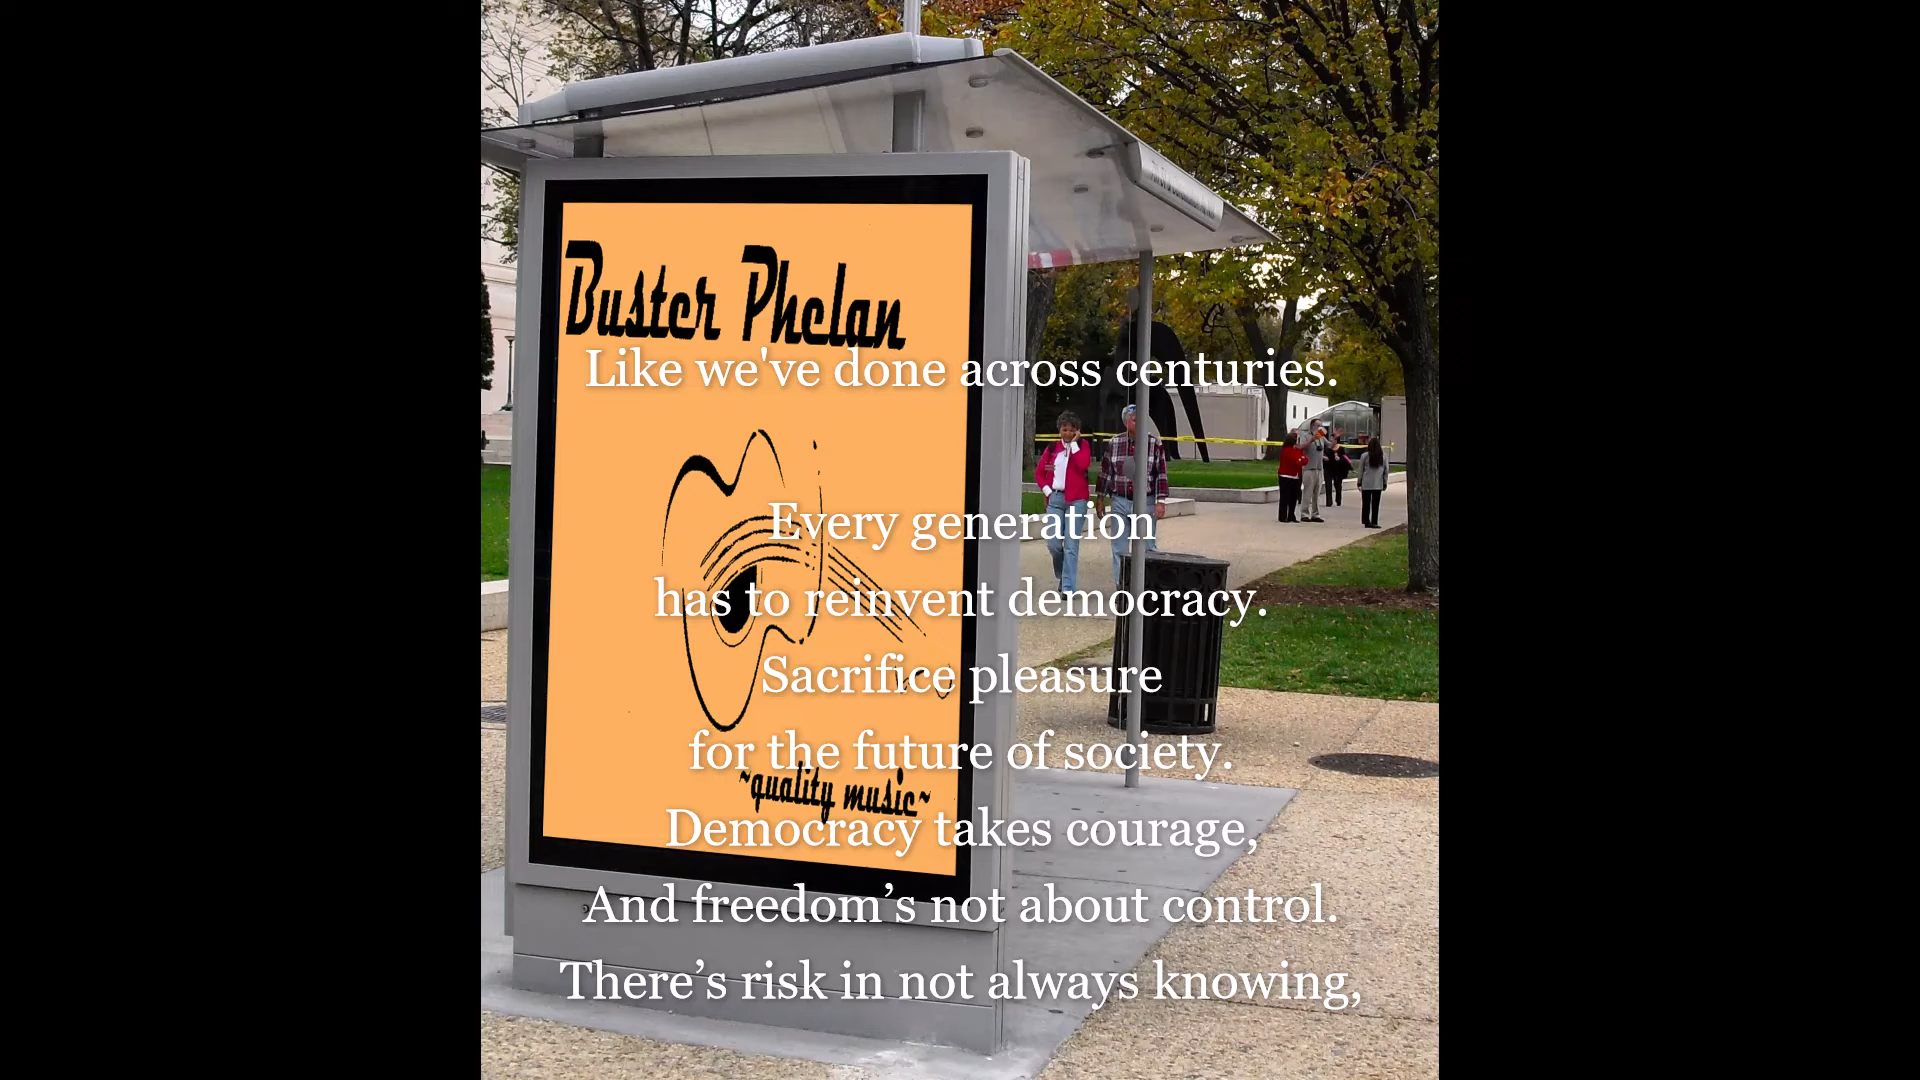 Buster Phelan
Like we've done across centuries.
Every generation
has to reinvent democracy.
Sacrifice pleasure
for the future of society.
~quality music~
Democracy takes courage,
And freedom’s not about control.
There’s risk in not always knowing,